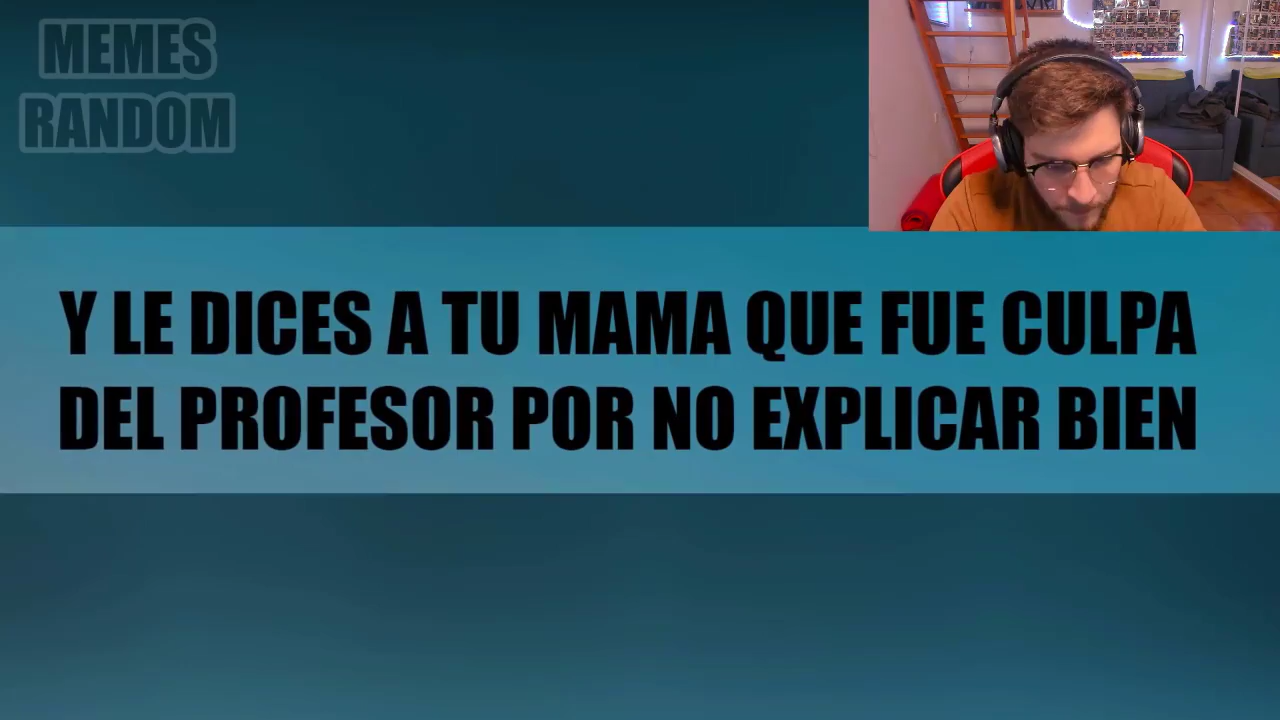 MEMES
RANDOM
Y LE DICES A TU MAMA QUE FUE CULPA
DEL PROFESOR POR NO EXPLICAR BIEN